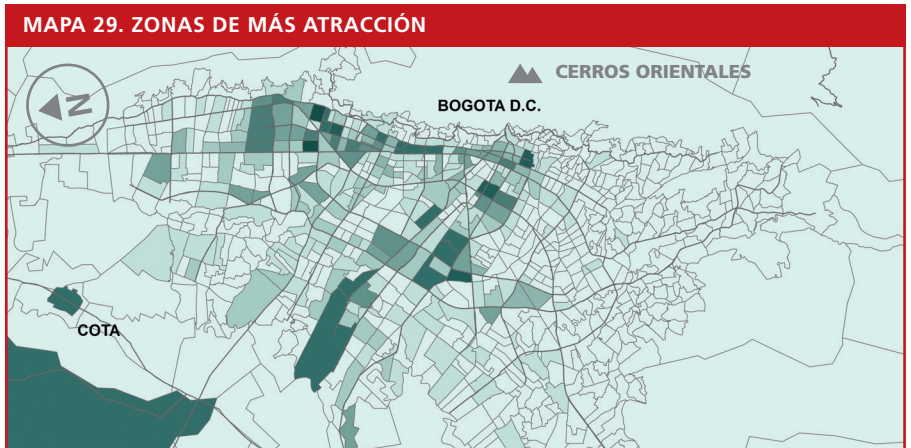 MAPA 29. ZONAS DE MÁS ATRACCIÓN
CERROS ORIENTALES
BOGOTA D.C.
N
COTA